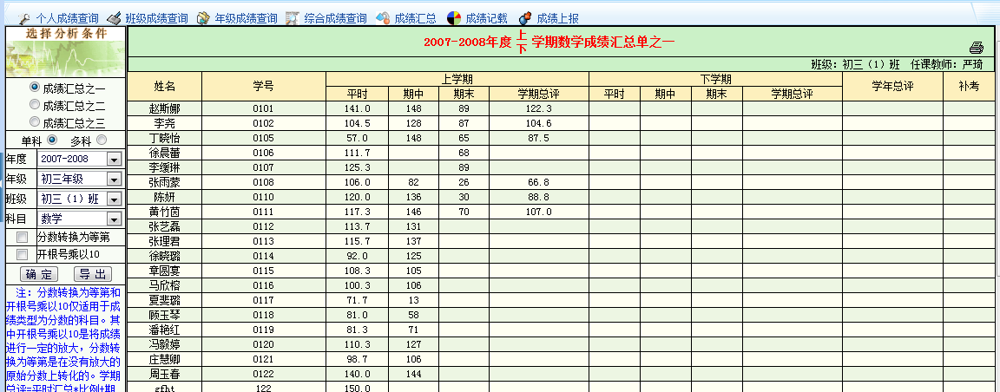 个人成绩查询 班级成绩查询 年级成绩查询 综合成绩查询 成绩汇总 成绩记载 成绩上报
选择分析条件
成绩汇总之一
成绩汇总之二
成绩汇总之三
单科 多科
年度 2007-2008
年级 初三年级
班级 初三（1）班
科目 数学
分数转换为等第
开根号乘以10
确定 导出
注：分数转换为等第和
开根号乘以10仅适用于成
绩类型为分数的科目。其
中开根号乘以10是将成绩
进行一定的放大，分数转
换为等第是在没有放大的
原始分数上转化的。学期
总评=平时汇总*比例+期
2007-2008年度 上 下 学期数学成绩汇总单之一
班级：初三（1）班 任课教师：严琦
姓名 学号 上学期 下学期 学年总评 补考
平时 期中 期末 学期总评 平时 期中 期末 学期总评
赵斯娜 0101 141.0 148 89 122.3
李尧 0102 104.5 128 87 104.6
丁晓怡 0105 57.0 148 65 87.5
徐晨蕾 0106 111.7 68
李缓琳 0107 125.3 89
张雨蒙 0108 106.0 82 26 66.8
陈妍 0110 120.0 136 30 88.8
黄竹茵 0111 117.3 146 70 107.0
张艺磊 0112 113.7 131
张理君 0113 115.7 137
徐晓璐 0114 92.0 125
章圆宴 0115 108.3 105
马欣榕 0116 100.3 106
夏斐璐 0117 71.7 13
顾玉琴 0118 81.0 58
潘艳红 0119 81.3 71
冯毅婷 0120 110.3 127
庄慧卿 0121 98.7 106
周玉春 0122 140.0 144
gfht 122 150.0